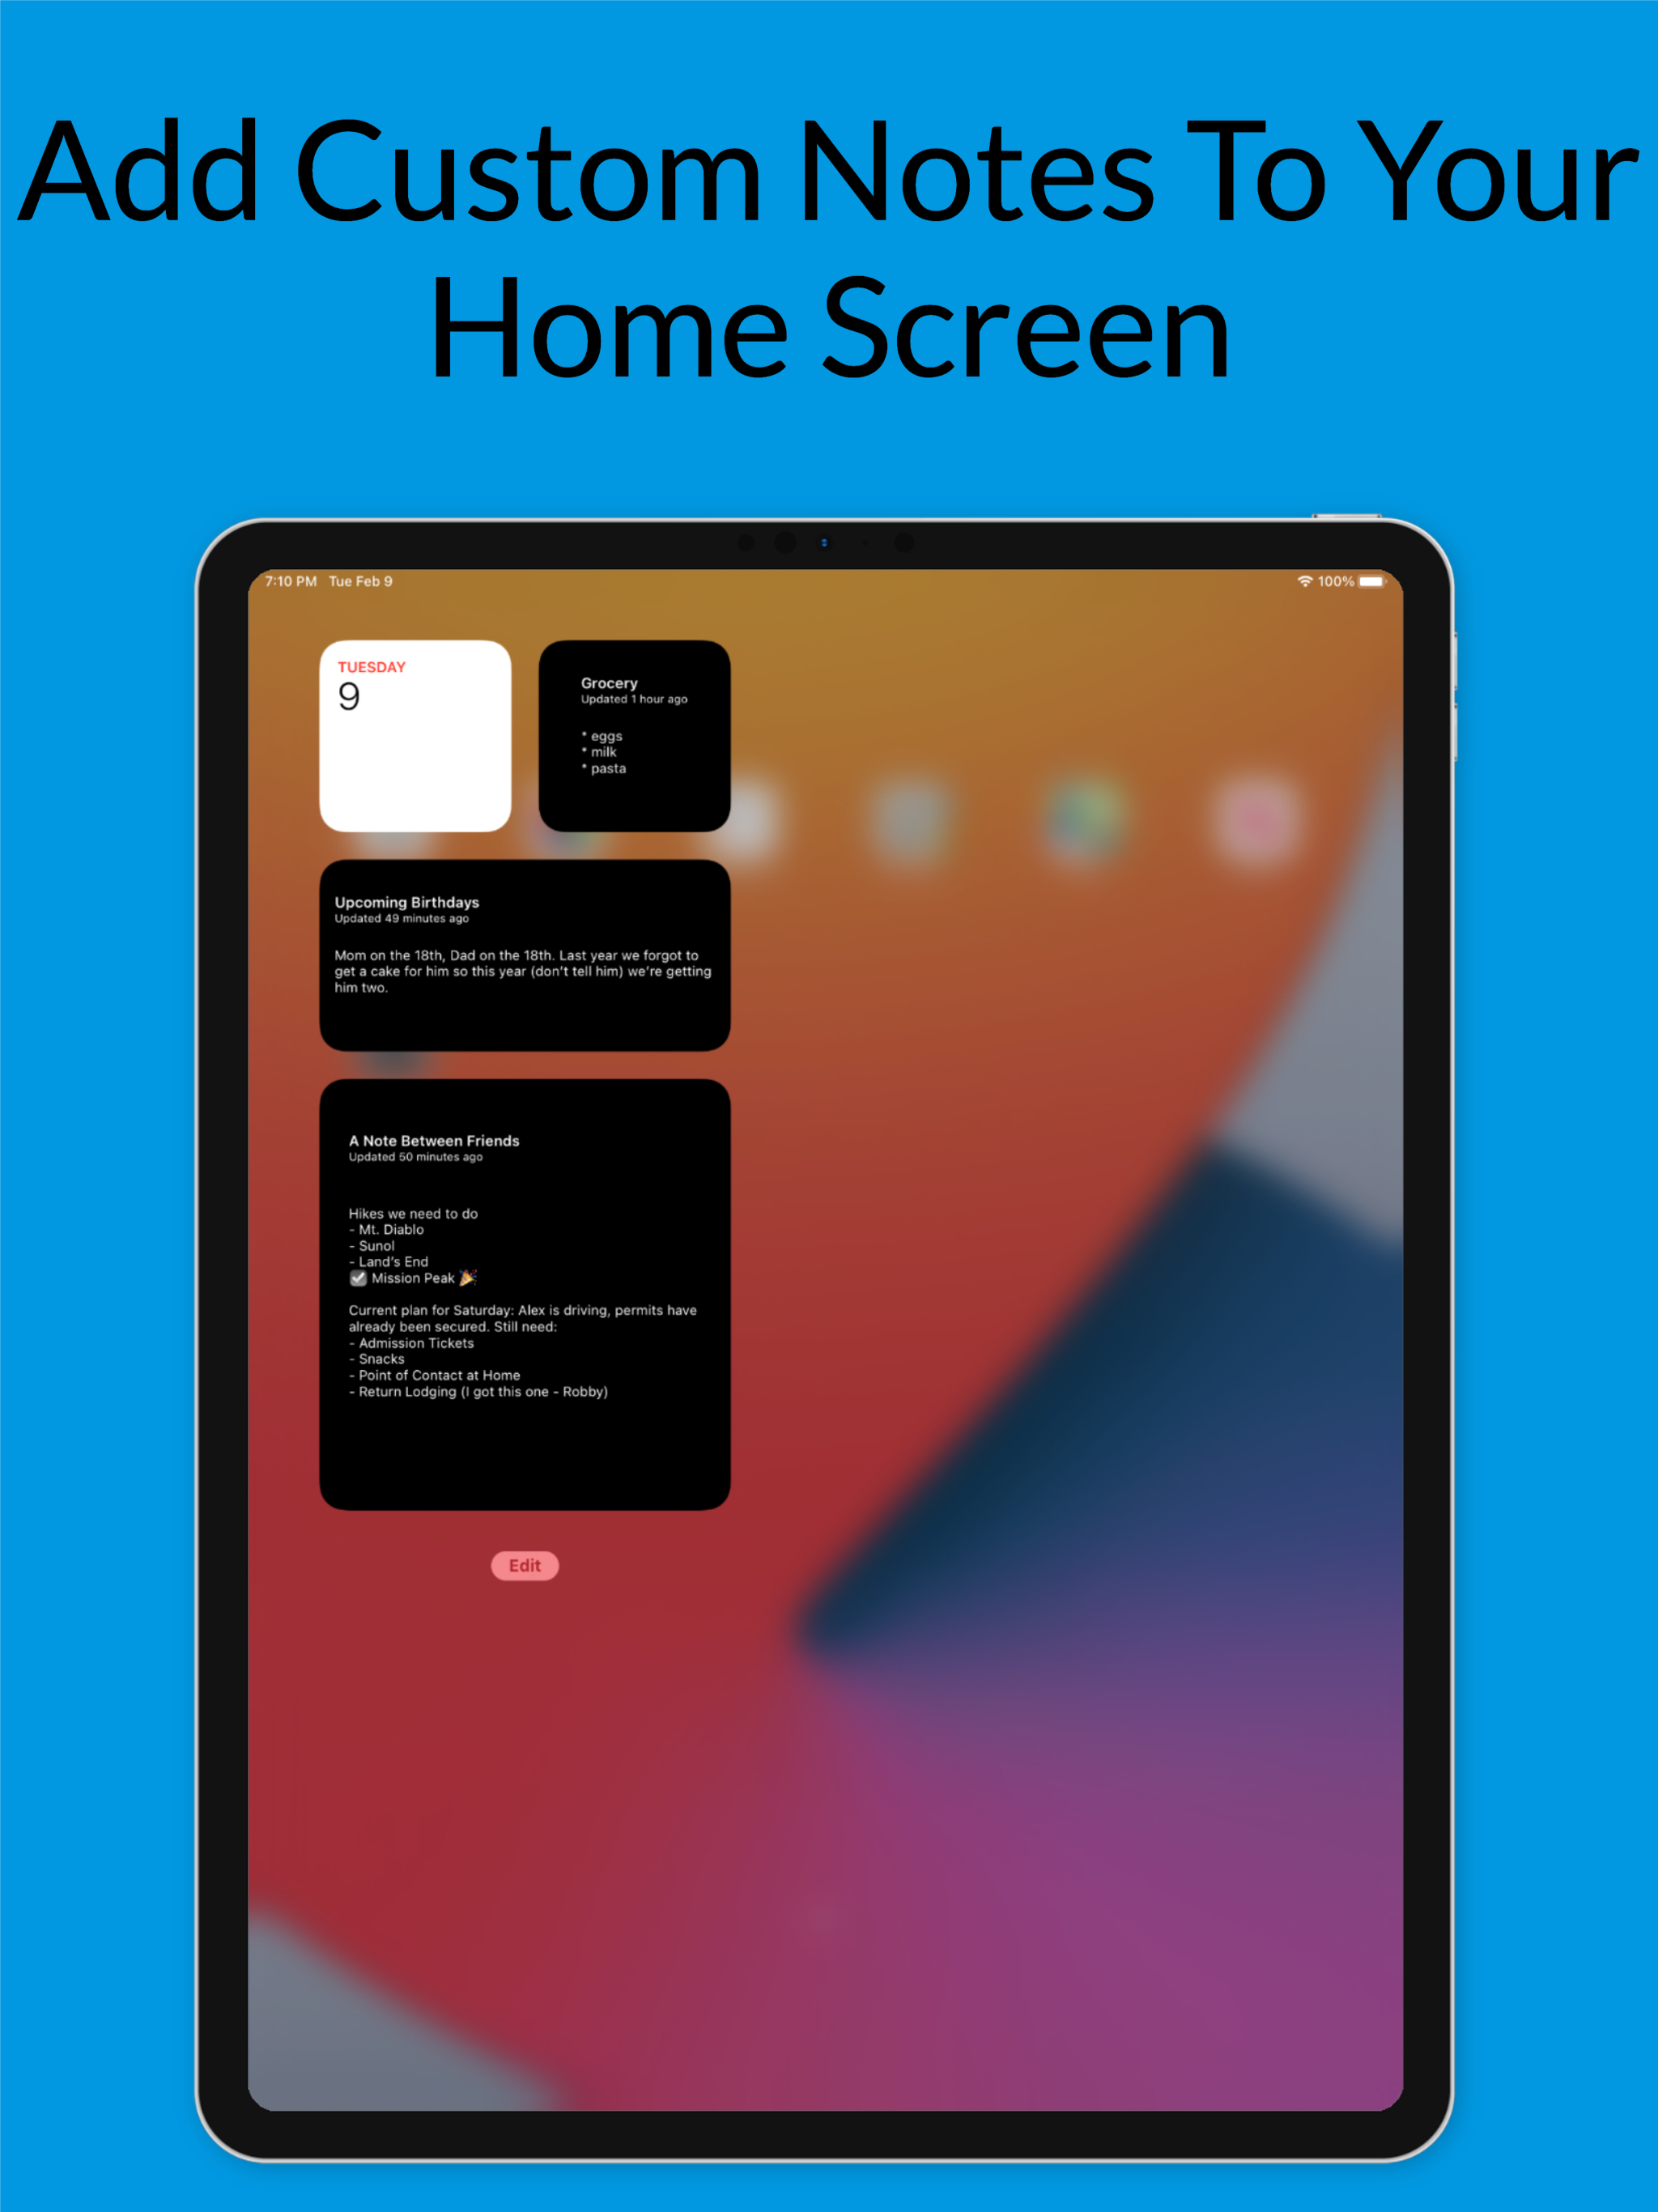 Add Custom Notes To Your
Home Screen
7:10 PM Tue Feb 9
100%
TUESDAY
9
Grocery
Updated 1 hour ago
* eggs
* milk
* pasta
Upcoming Birthdays
Updated 49 minutes ago
Mom on the 18th, Dad on the 18th. Last year we forgot to
get a cake for him so this year (don't tell him) we're getting
him two.
A Note Between Friends
Updated 50 minutes ago
Hikes we need to do
- Mt. Diablo
- Sunol
- Land's End
☑️ Mission Peak 🎉
Current plan for Saturday: Alex is driving, permits have
already been secured. Still need:
- Admission Tickets
- Snacks
- Point of Contact at Home
- Return Lodging (I got this one - Robby)
Edit